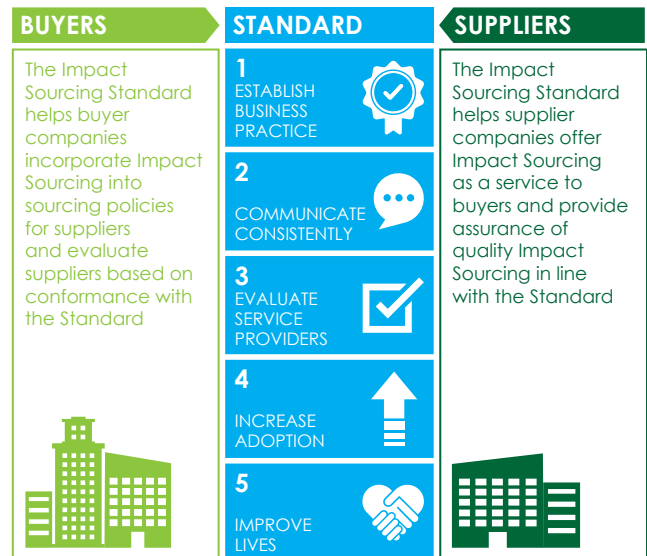 BUYERS
The Impact
Sourcing Standard
helps buyer
companies
incorporate Impact
Sourcing into
sourcing policies
for suppliers
and evaluate
suppliers based on
conformance with
the Standard
STANDARD
1
ESTABLISH
BUSINESS
PRACTICE
2
COMMUNICATE
CONSISTENTLY
3
EVALUATE
SERVICE
PROVIDERS
4
INCREASE
ADOPTION
5
IMPROVE
LIVES
SUPPLIERS
The Impact
Sourcing Standard
helps supplier
companies offer
Impact Sourcing
as a service to
buyers and provide
assurance of
quality Impact
Sourcing in line
with the Standard